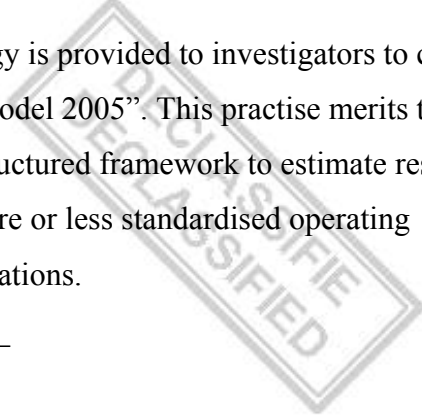 gy is provided to investigators to c
odel 2005”. This practise merits t
uctured framework to estimate res
re or less standardised operating
ations.
DECLASSIFIE
DECLASSIFIED